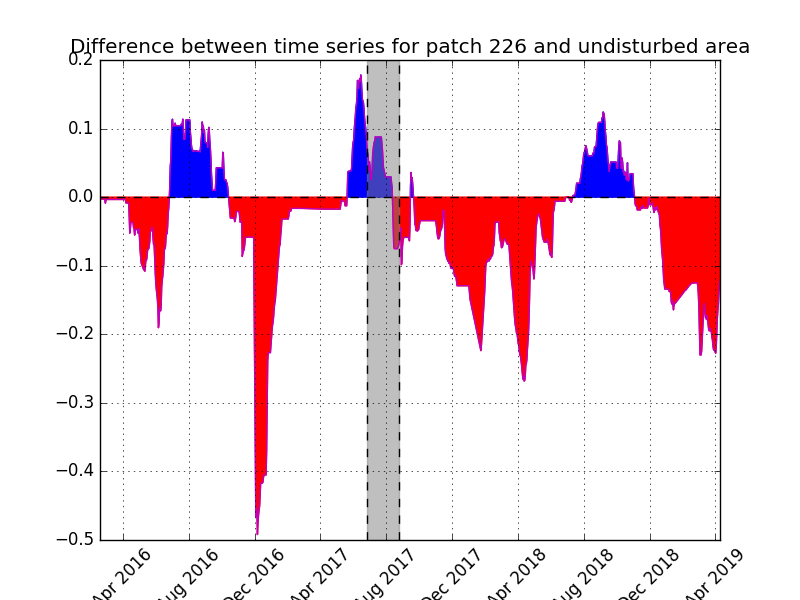 Difference between time series for patch 226 and undisturbed area
0.2
0.1
0.0
−0.1
−0.2
−0.3
−0.4
−0.5
Apr 2016
Aug 2016
Dec 2016
Apr 2017
Aug 2017
Dec 2017
Apr 2018
Aug 2018
Dec 2018
Apr 2019